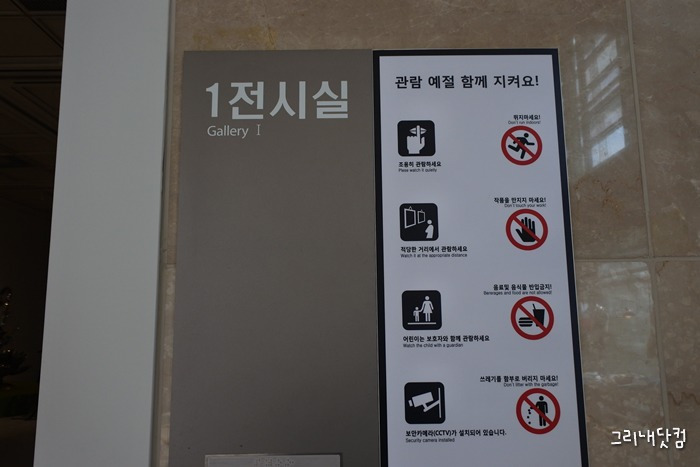 1전시실
Gallery I
관람 예절 함께 지켜요!
조용히 관람하세요
Please watch it quietly
뛰지마세요!
Don't run indoors!
적당한 거리에서 관람하세요
Watch it at the appropriate distance
작품을 만지지 마세요!
Don't touch your work!
어린이는 보호자와 함께 관람하세요
Watch the child with a guardian
음료및 음식물 반입금지!
Beverages and food are not allowed!
보안카메라(CCTV)가 설치되어 있습니다.
Security camera installed
쓰레기를 함부로 버리지 마세요!
Don't litter with the garbage!
그리내닷컴